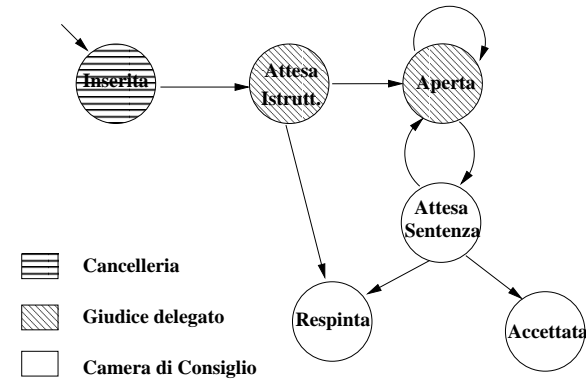 Inserita
Attesa
Istrutt.
Aperta
Attesa
Sentenza
Respinta
Accettata
Cancelleria
Giudice delegato
Camera di Consiglio